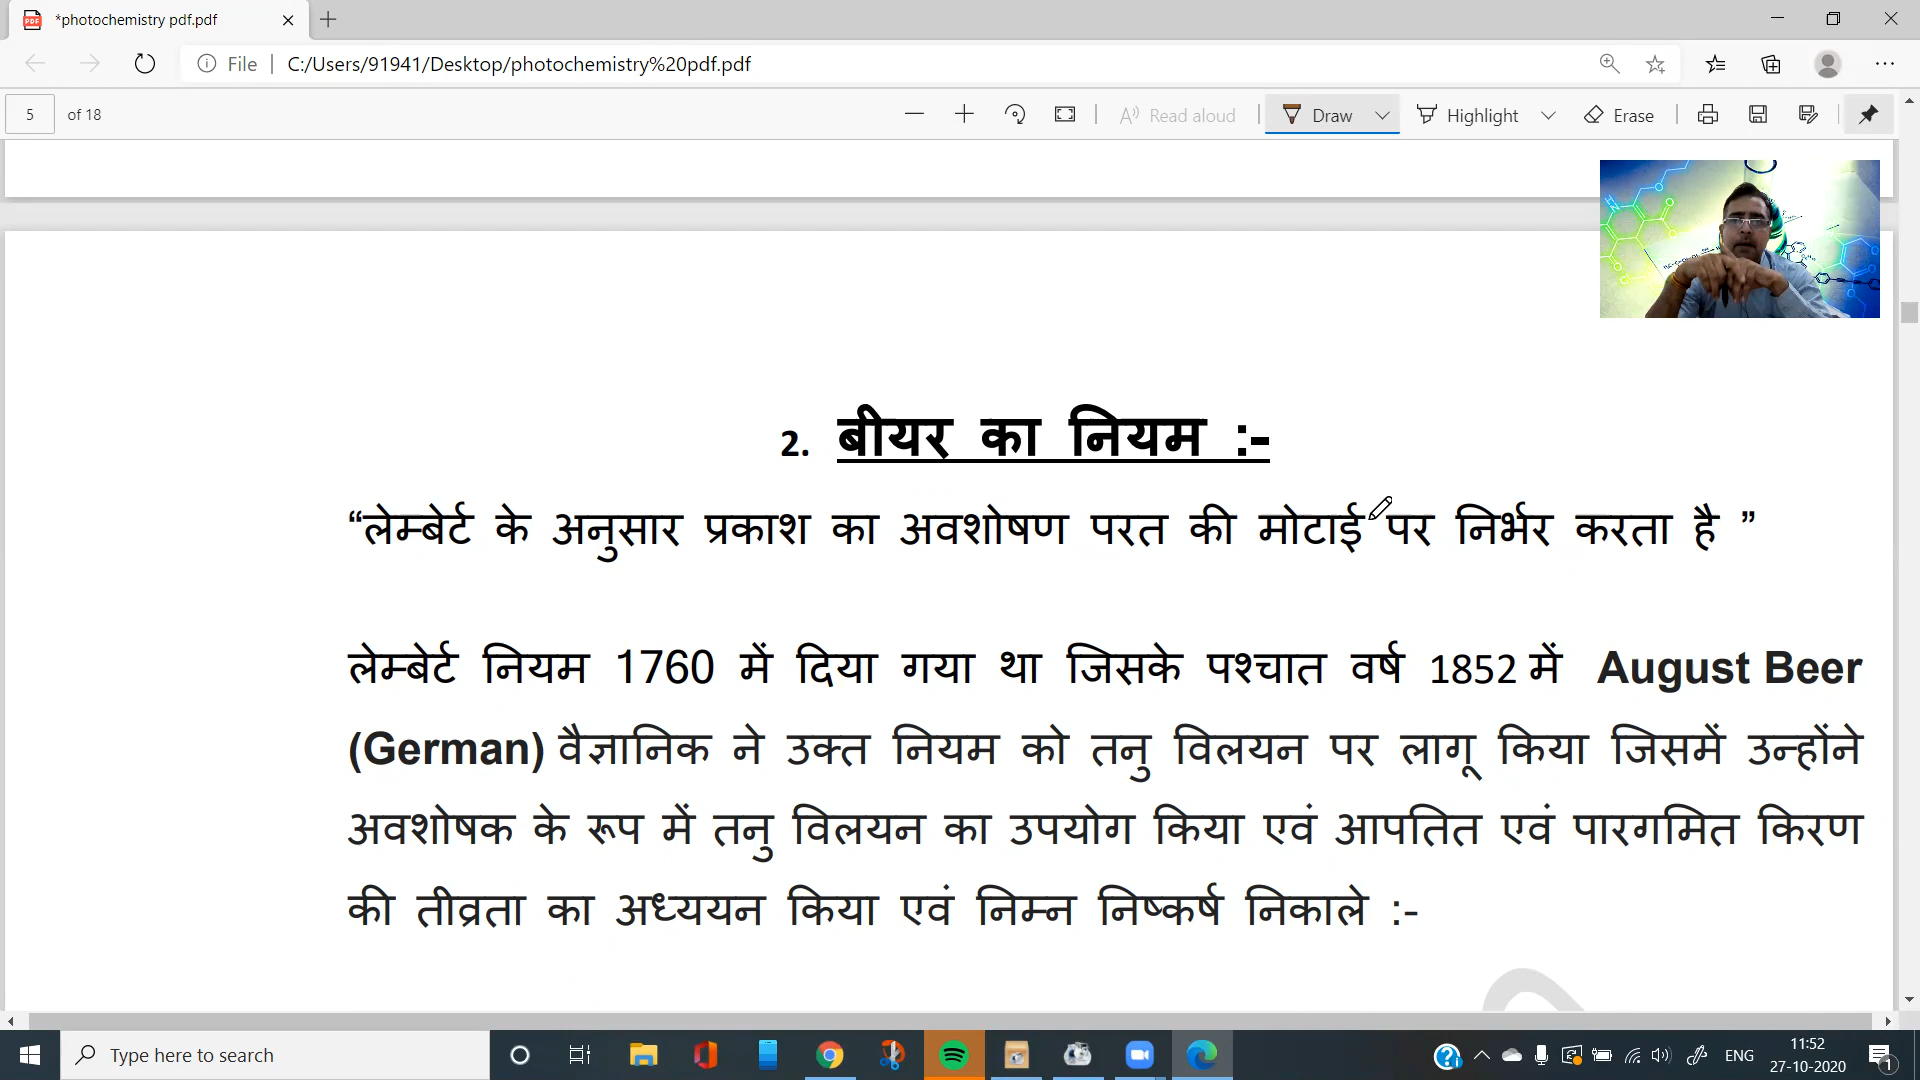 *photochemistry pdf.pdf
File
C:/Users/91941/Desktop/photochemistry%20pdf.pdf
5 of 18
Read aloud
Draw
Highlight
Erase
2. बीयर का नियम :-
“लेम्बेर्ट के अनुसार प्रकाश का अवशोषण परत की मोटाई पर निर्भर करता है ”
लेम्बेर्ट नियम 1760 में दिया गया था जिसके पश्चात वर्ष 1852 में August Beer
(German) वैज्ञानिक ने उक्त नियम को तनु विलयन पर लागू किया जिसमें उन्होंने
अवशोषक के रूप में तनु विलयन का उपयोग किया एवं आपतित एवं पारगमित किरण
की तीव्रता का अध्ययन किया एवं निम्न निष्कर्ष निकाले :-
Type here to search
ENG
11:52
27-10-2020
1